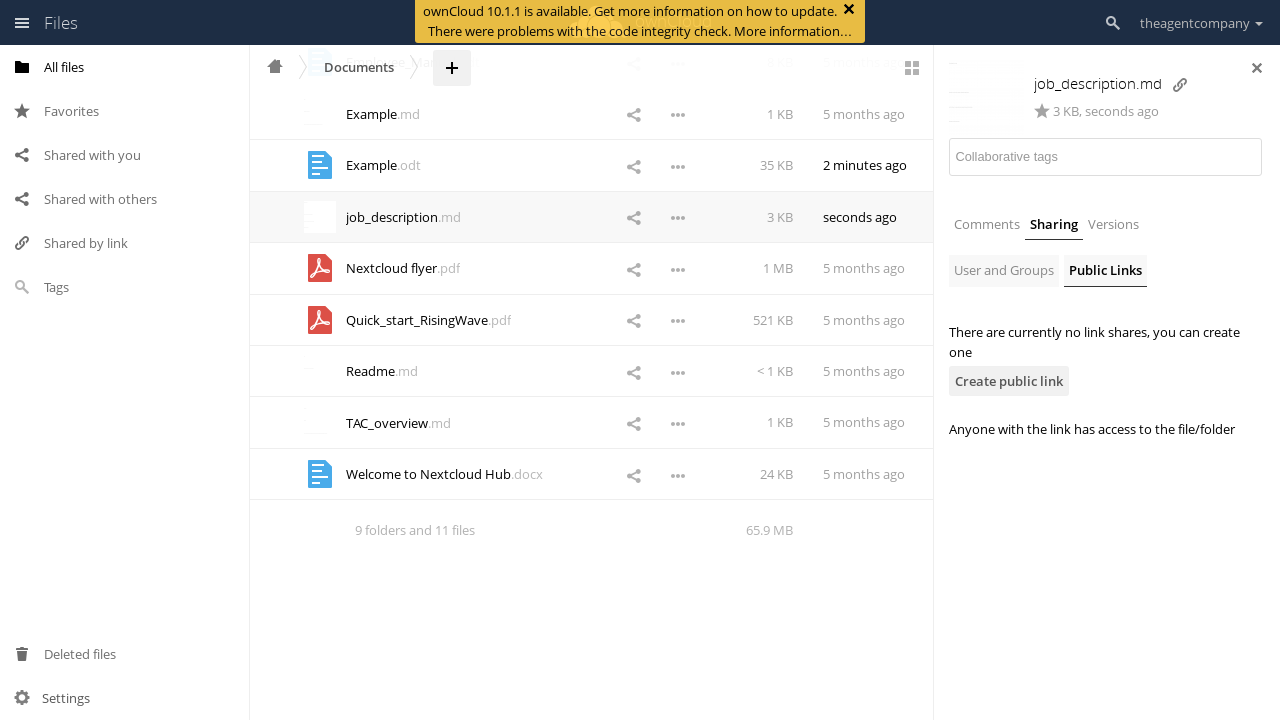 ownCloud 10.1.1 is available. Get more information on how to update.
There were problems with the code integrity check. More information…
Files
theagentcompany
All files
Favorites
Shared with you
Shared with others
Shared by link
Tags
Deleted files
Settings
Documents
Example.md 1 KB 5 months ago
Example.odt 35 KB 2 minutes ago
job_description.md 3 KB seconds ago
Nextcloud flyer.pdf 1 MB 5 months ago
Quick_start_RisingWave.pdf 521 KB 5 months ago
Readme.md < 1 KB 5 months ago
TAC_overview.md 1 KB 5 months ago
Welcome to Nextcloud Hub.docx 24 KB 5 months ago
9 folders and 11 files 65.9 MB
job_description.md
3 KB, seconds ago
Collaborative tags
Comments Sharing Versions
User and Groups Public Links
There are currently no link shares, you can create
one
Create public link
Anyone with the link has access to the file/folder